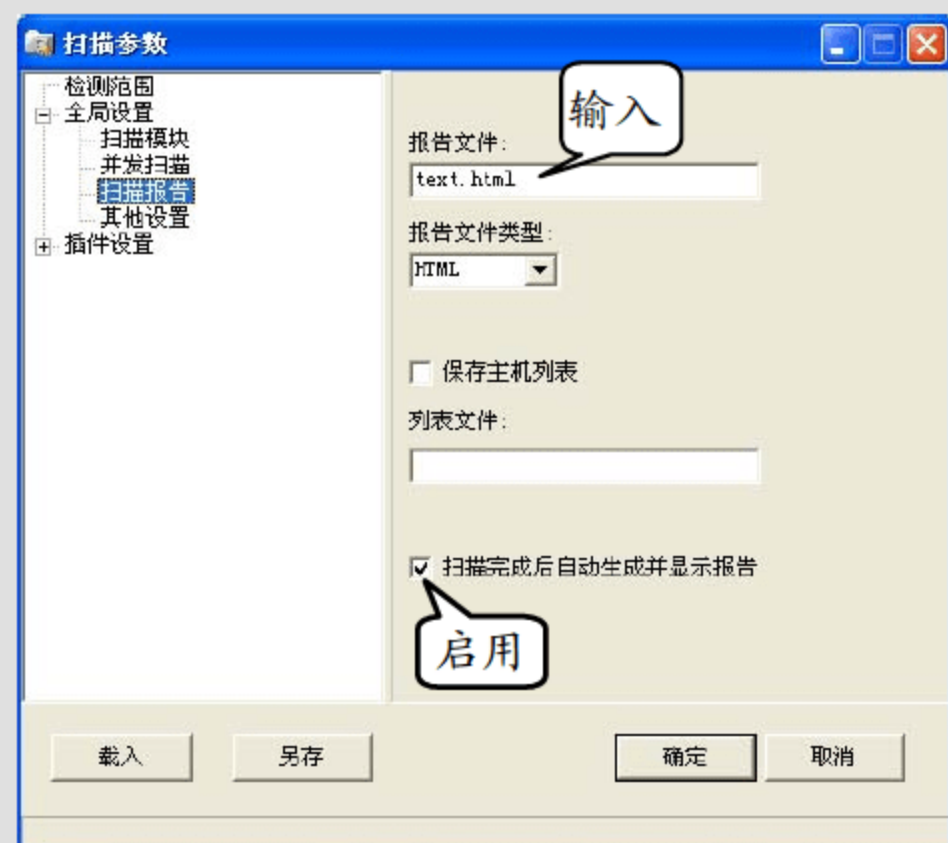 扫描参数
检测范围
全局设置
扫描模块
并发扫描
扫描报告
其他设置
插件设置
输入
报告文件:
text.html
报告文件类型:
HTML
保存主机列表
列表文件:
扫描完成后自动生成并显示报告
启用
载入
另存
确定
取消